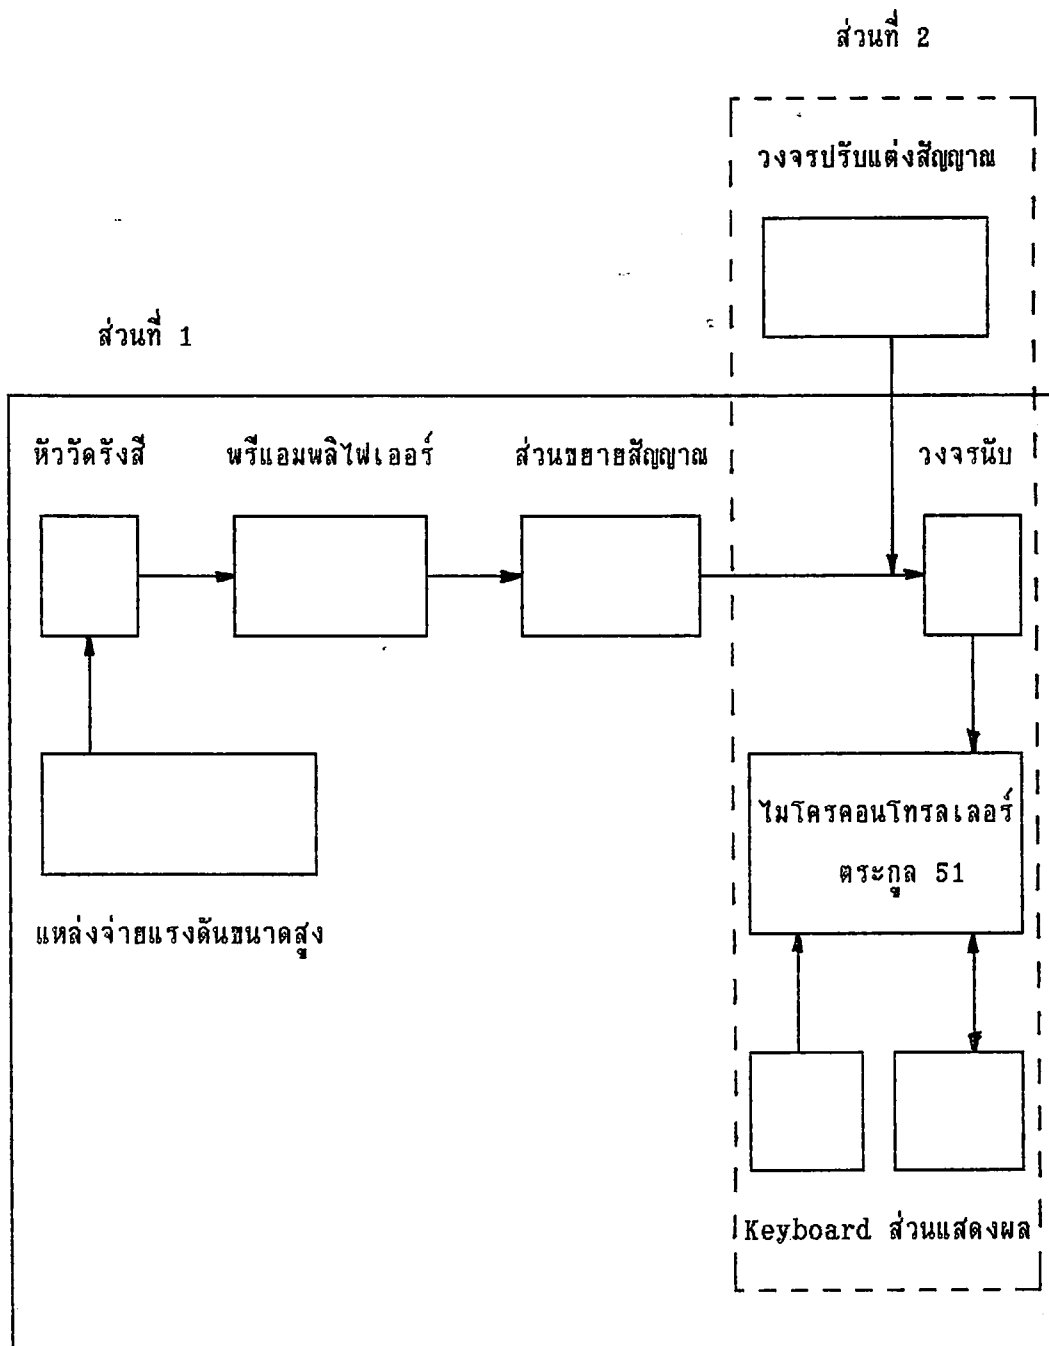 ส่วนที่ 2
วงจรปรับแต่งสัญญาณ
ส่วนที่ 1
หัววัดรังสี
พรีแอมพลิไฟเออร์
ส่วนขยายสัญญาณ
วงจรนับ
ไมโครคอนโทรลเลอร์
ตระกูล 51
แหล่งจ่ายแรงดันขนาดสูง
Keyboard ส่วนแสดงผล